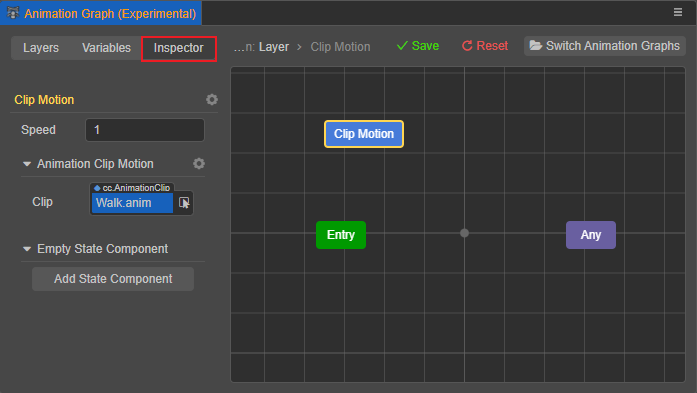 Animation Graph (Experimental)
Layers Variables Inspector
...n: Layer > Clip Motion Save Reset Switch Animation Graphs
Clip Motion
Speed 1
Animation Clip Motion
cc.AnimationClip
Clip Walk.anim
Empty State Component
Add State Component
Clip Motion
Entry Any